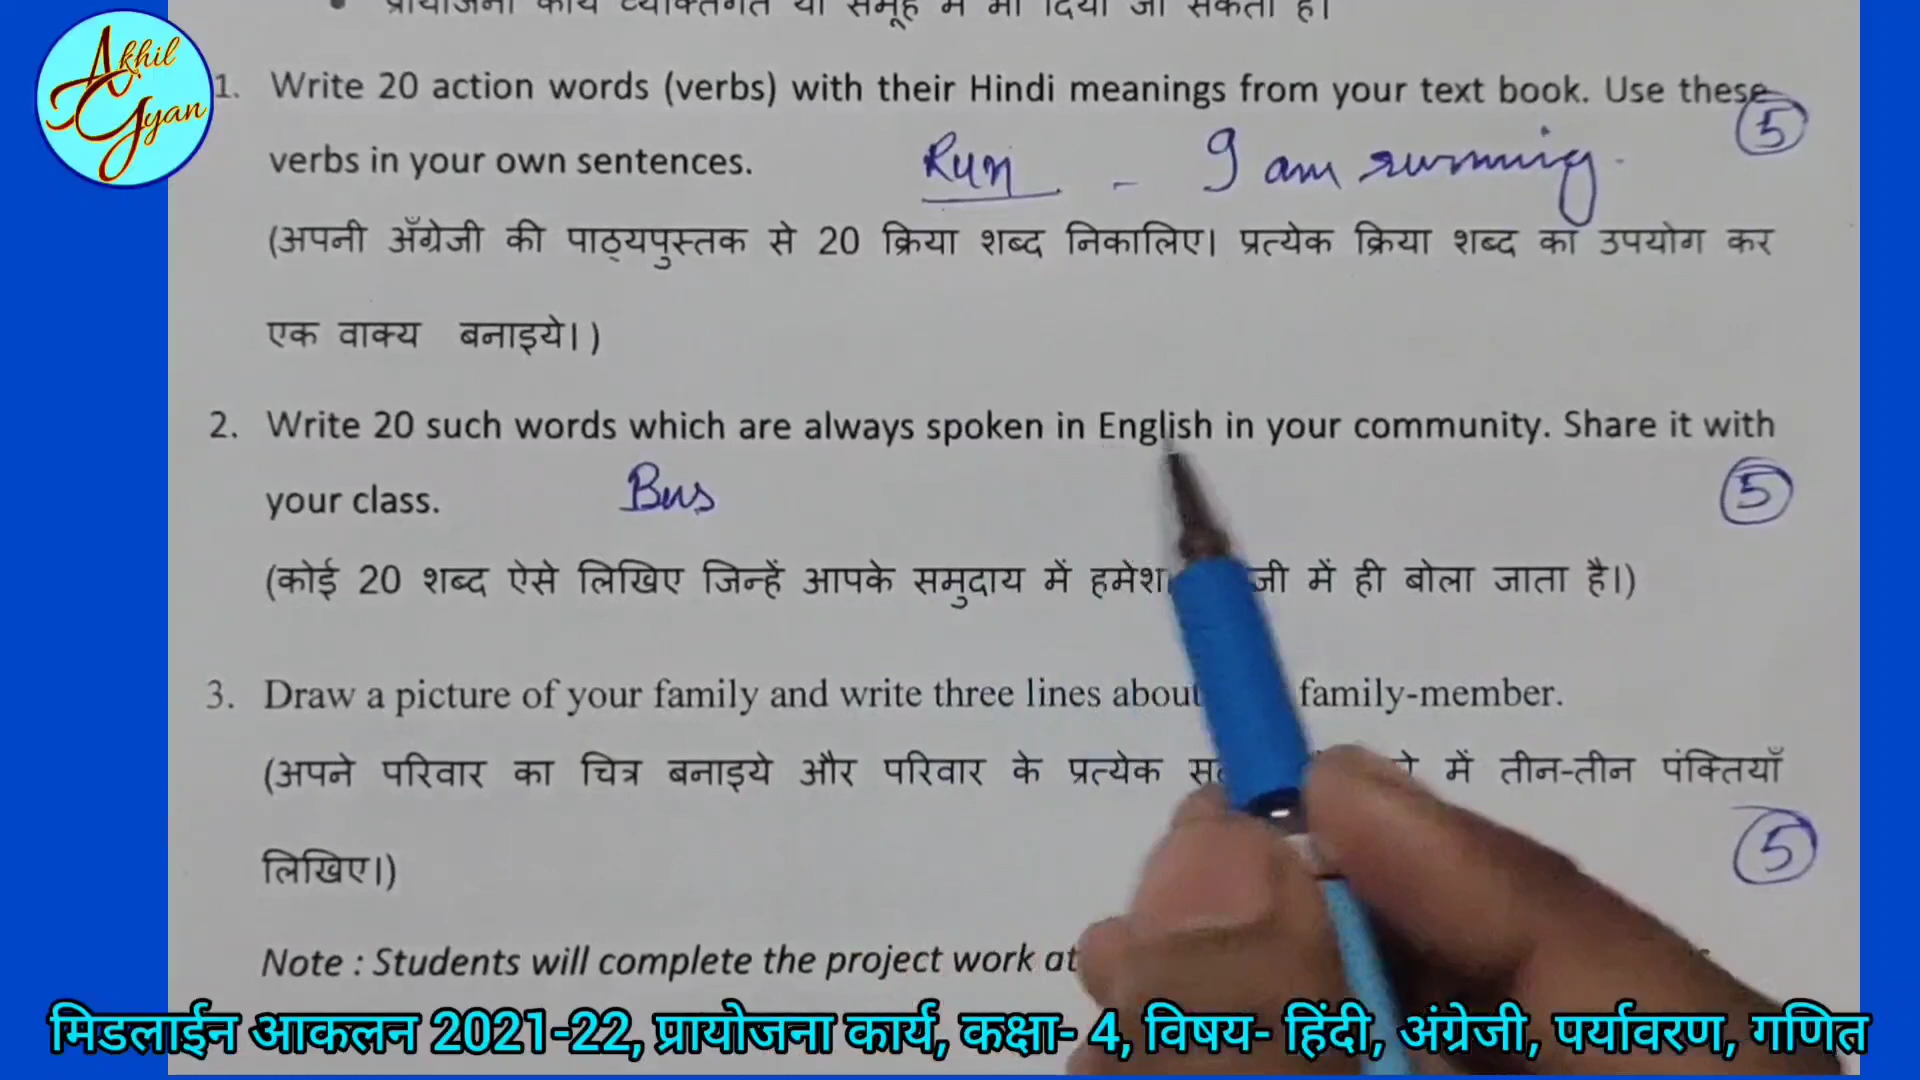 Akhil
Gyan
प्रायोजना कार्य व्यक्तिगत या समूह में भी दिया जा सकता है।
1. Write 20 action words (verbs) with their Hindi meanings from your text book. Use these
5
verbs in your own sentences. Run - I am running.
(अपनी अँग्रेजी की पाठ्यपुस्तक से 20 क्रिया शब्द निकालिए। प्रत्येक क्रिया शब्द का उपयोग कर
एक वाक्य बनाइये।)
2. Write 20 such words which are always spoken in English in your community. Share it with
your class. Bus 5
(कोई 20 शब्द ऐसे लिखिए जिन्हें आपके समुदाय में में ही बोला जाता है।)
3. Draw a picture of your family and write three lines about family-member.
(अपने परिवार का चित्र बनाइये और परिवार के प्रत्येक में तीन-तीन पंक्तियाँ
5
लिखिए।)
Note : Students will complete the project work at
मिडलाईन आकलन 2021-22, प्रायोजना कार्य, कक्षा- 4, विषय- हिंदी, अंग्रेजी, पर्यावरण, गणित